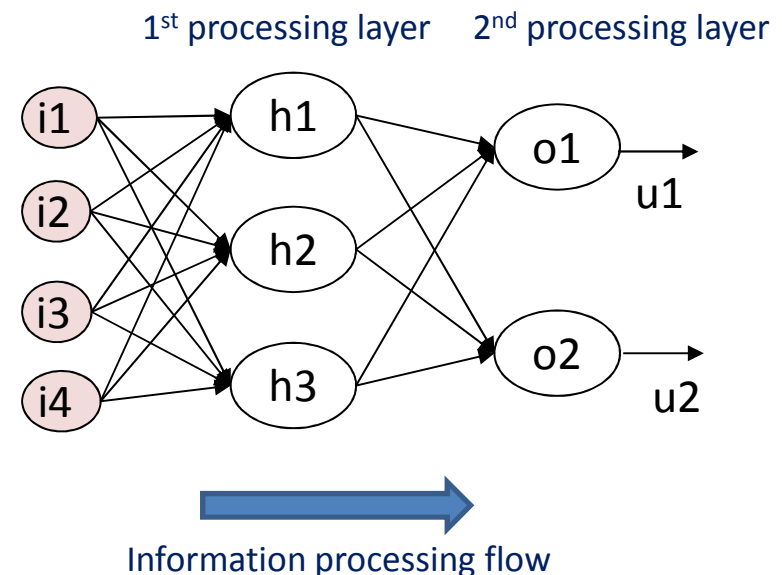 1st processing layer
2nd processing layer
i1
i2
i3
i4
h1
h2
h3
o1
o2
u1
u2
Information processing flow